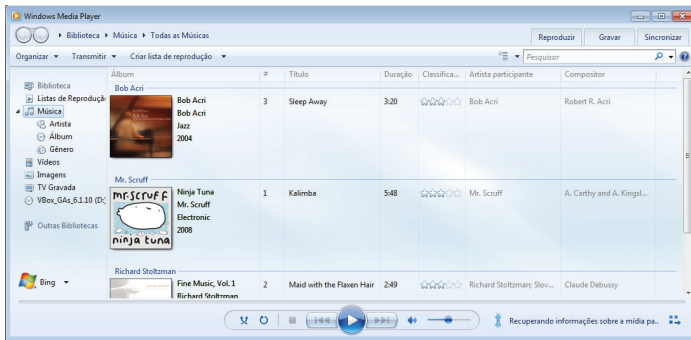 Windows Media Player
Biblioteca Música Todas as Músicas
Reproduzir Gravar Sincronizar
Organizar Transmitir Criar lista de reprodução Pesquisar
Álbum # Título Duração Classifica... Artista participante Compositor
Biblioteca
Listas de Reproduçã
Música
Artista
Álbum
Gênero
Vídeos
Imagens
TV Gravada
VBox_GAs_6.1.10 (D:)
Outras Bibliotecas
Bing
Bob Acri
Bob Acri 3 Sleep Away 3:20 Bob Acri Robert R. Acri
Bob Acri
Jazz
2004
Mr. Scruff
mr.scruff
ninja tuna
Ninja Tuna 1 Kalimba 5:48 Mr. Scruff A. Carthy and A. Kingsl...
Mr. Scruff
Electronic
2008
Richard Stoltzman
Fine Music, Vol. 1 2 Maid with the Flaxen Hair 2:49 Richard Stoltzman; Slov... Claude Debussy
Richard Stoltzman
Recuperando informações sobre a mídia pa..